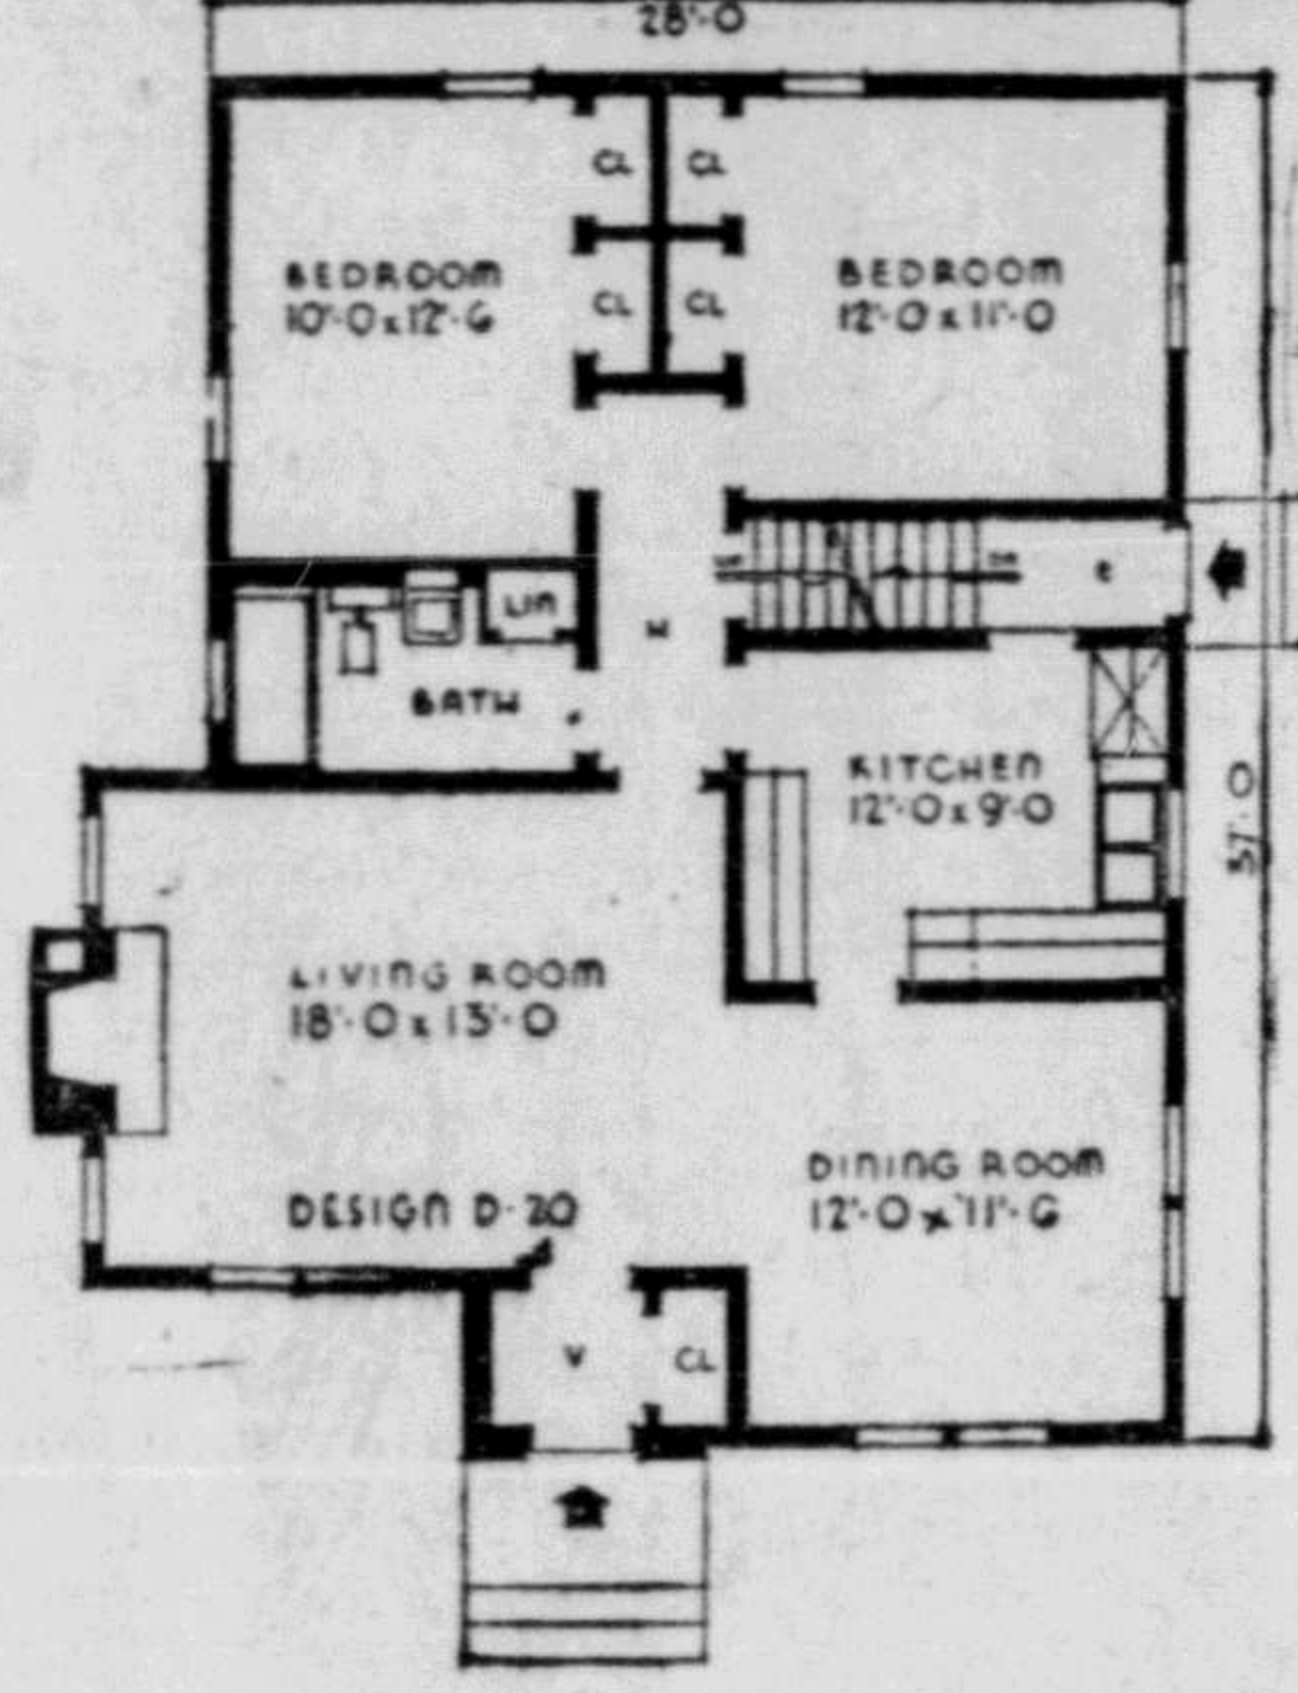 28'-0
CL
CL
BEDROOM
10'-0 x 12'-6
CL
CL
BEDROOM
12'-0 x 11'-0
LIN
H
BATH
KITCHEN
12'-0 x 9'-0
37'-0
LIVING ROOM
18'-0 x 13'-0
DINING ROOM
12'-0 x 11'-6
DESIGN D-20
V
CL